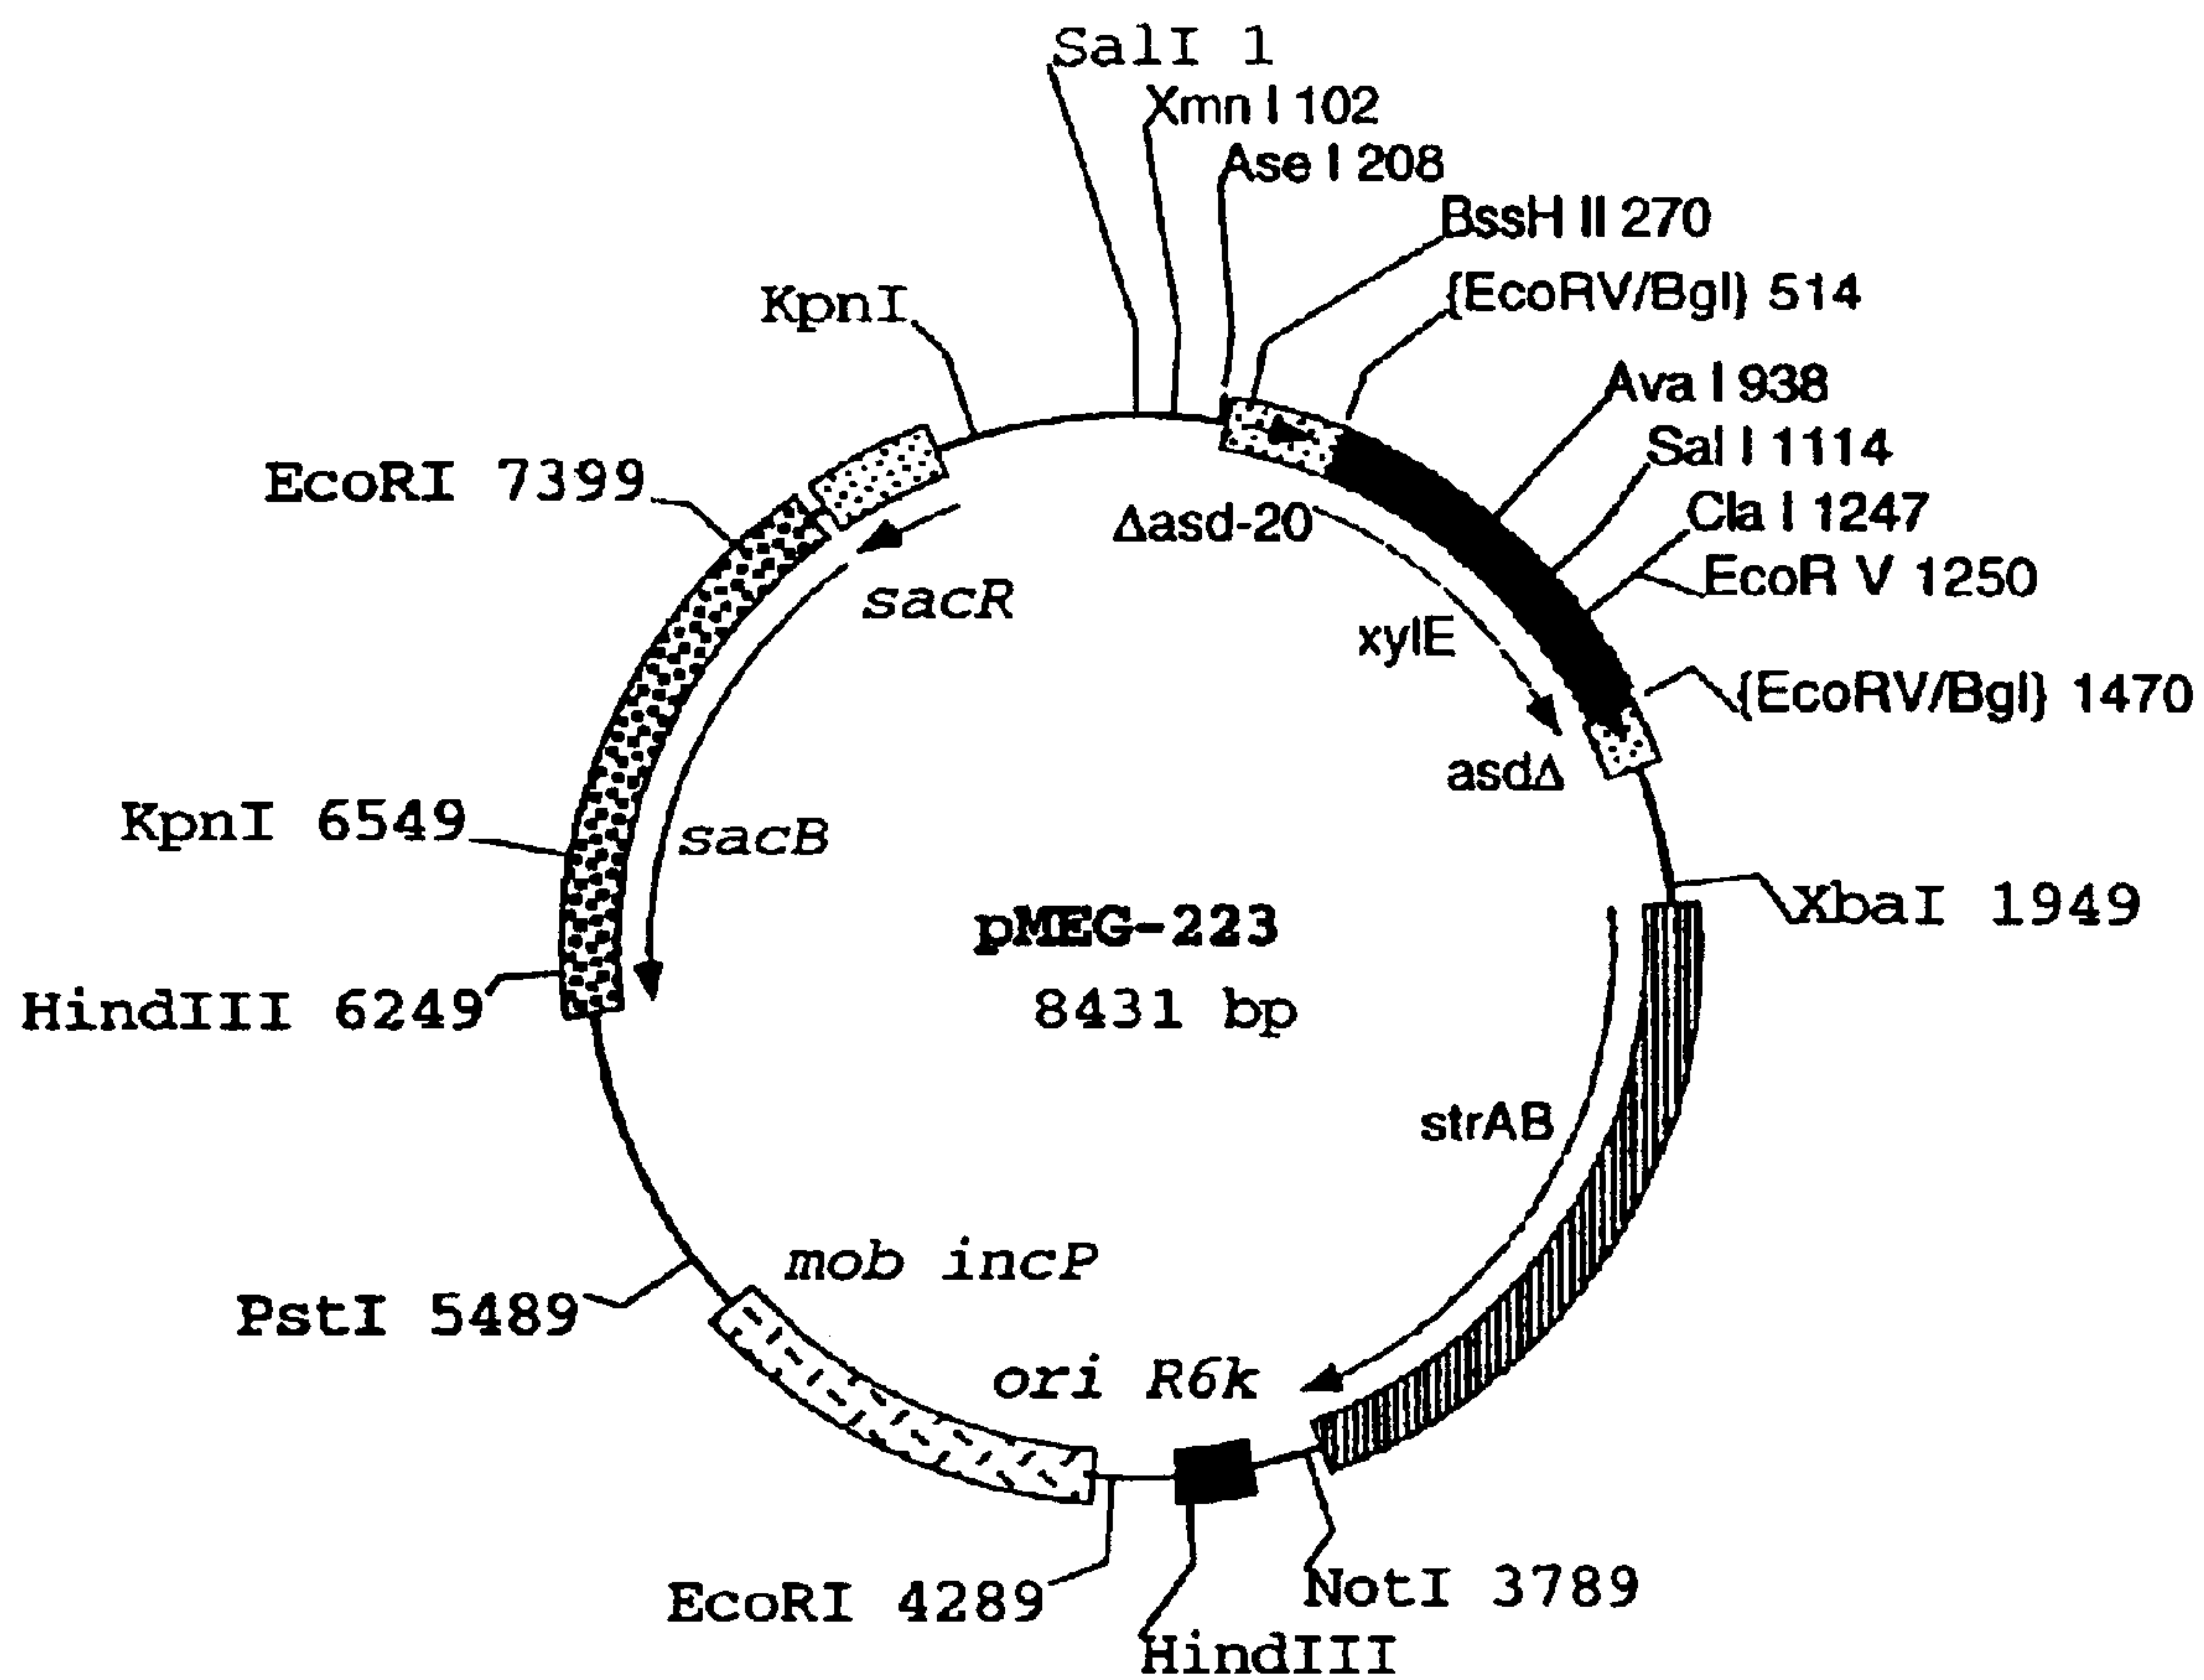 SalI 1
Xmn I 102
Ase I 208
BssH II 270
{EcoRV/BgI} 514
KpnI
Ava I 938
Sal I 1114
EcoRI 7399
Cla I 1247
Δasd-20
EcoR V 1250
sacR
xylE
{EcoRV/BgI} 1470
asdΔ
KpnI 6549
sacB
XbaI 1949
pMEG-223
HindIII 6249
8431 bp
strAB
mob incP
PstI 5489
ori R6k
EcoRI 4289
NotI 3789
HindIII